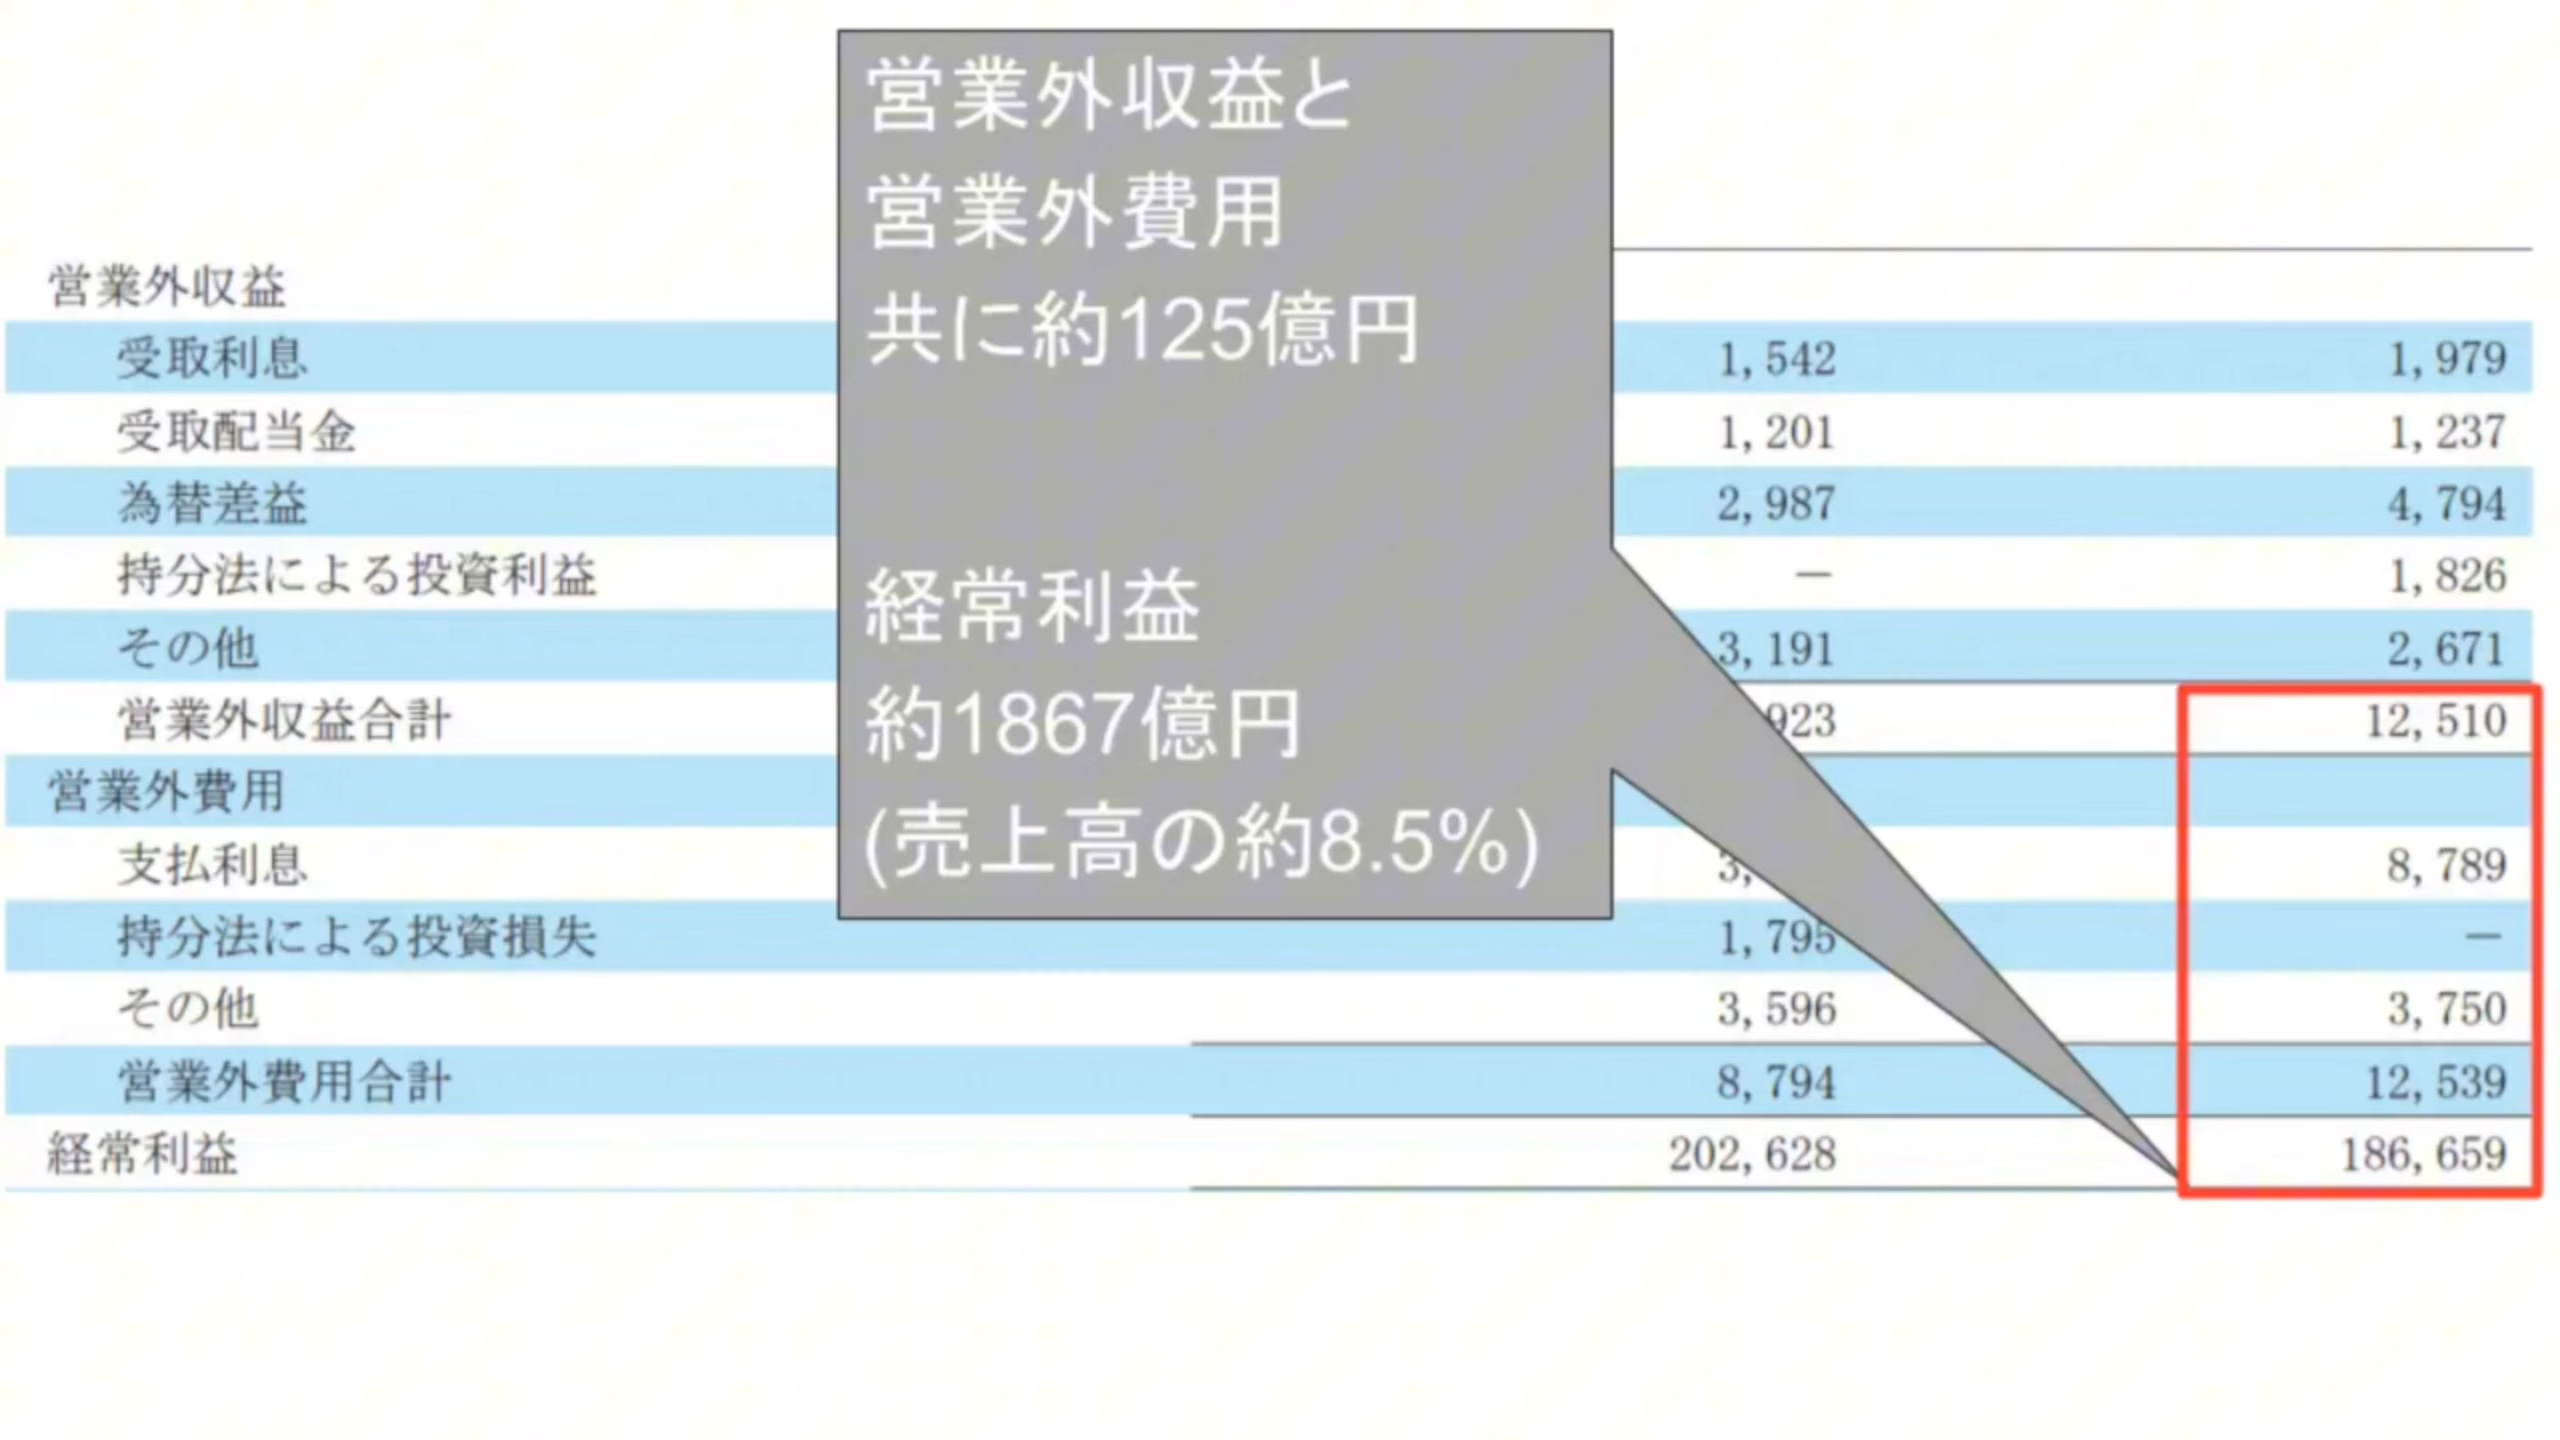 営業外収益と
営業外費用
共に約125億円
経常利益
約1867億円
(売上高の約8.5%)
営業外収益
受取利息 1,542 1,979
受取配当金 1,201 1,237
為替差益 2,987 4,794
持分法による投資利益 － 1,826
その他 3,191 2,671
営業外収益合計 923 12,510
営業外費用
支払利息 3, 8,789
持分法による投資損失 1,795 －
その他 3,596 3,750
営業外費用合計 8,794 12,539
経常利益 202,628 186,659